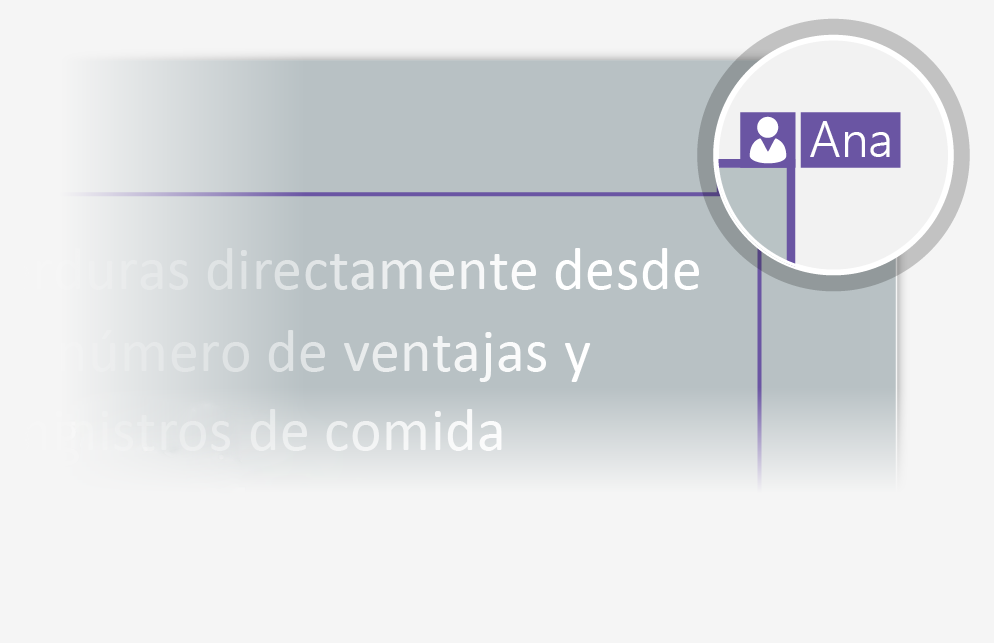 Ana
directamente desde
número de ventajas y
de comida